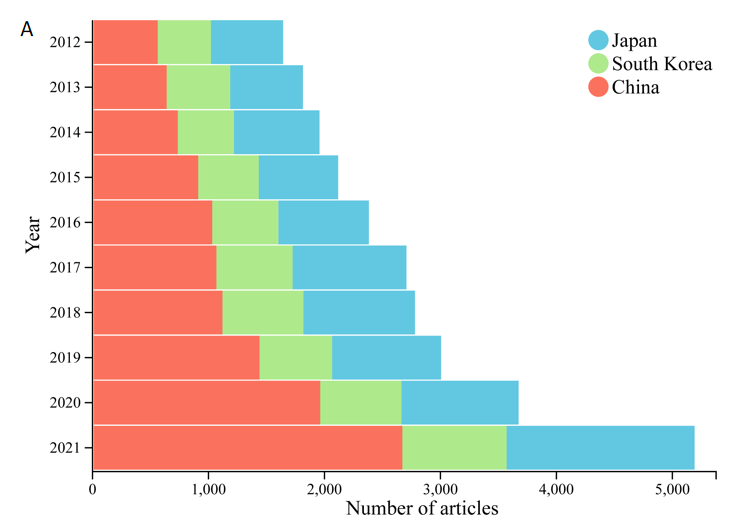 A
Japan
South Korea
China
2012
2013
2014
2015
2016
2017
2018
2019
2020
2021
Year
0 1,000 2,000 3,000 4,000 5,000
Number of articles